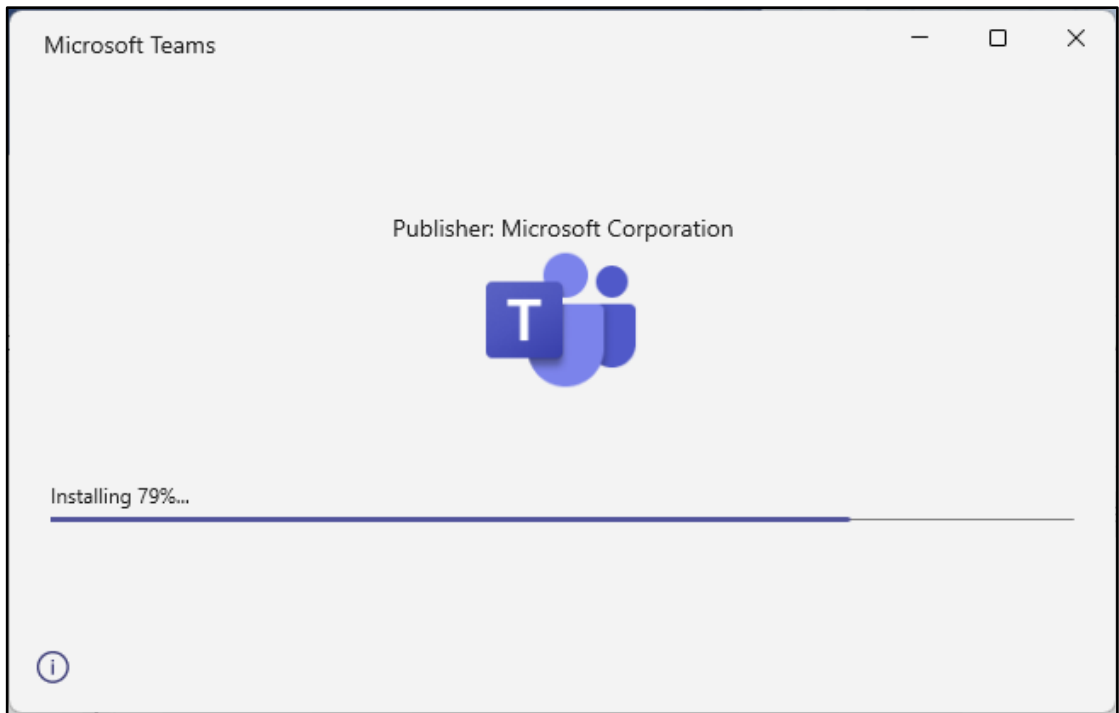 Microsoft Teams
Publisher: Microsoft Corporation
T
Installing 79%...
i